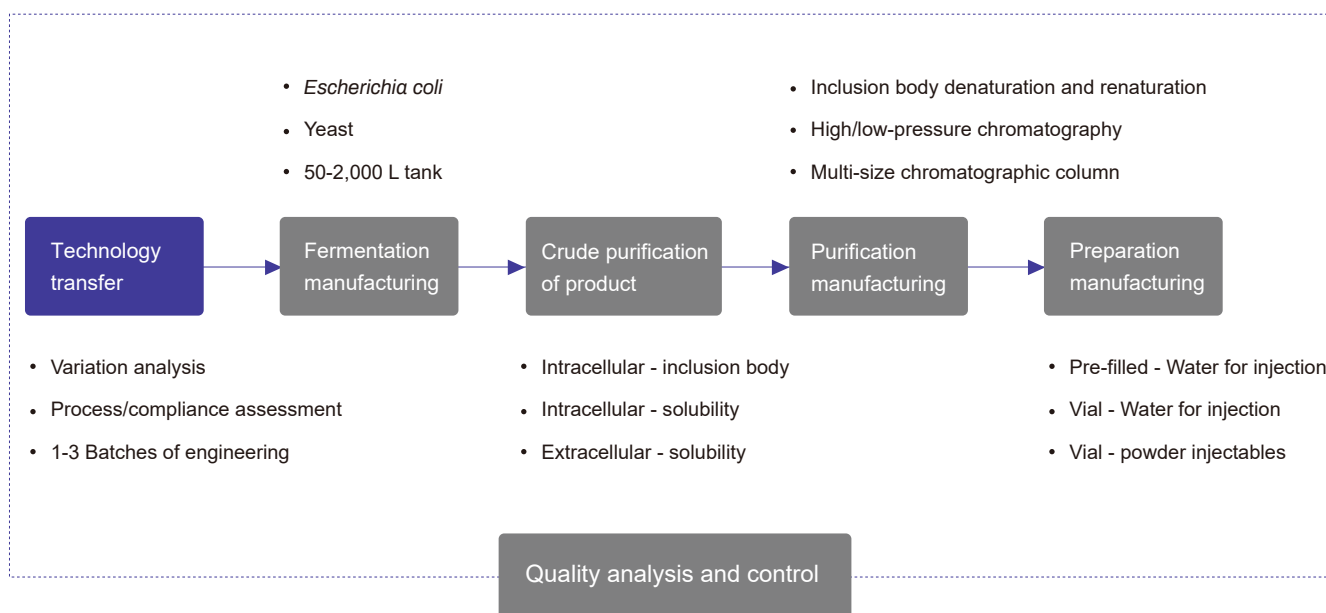 • Escherichia coli
• Yeast
• 50-2,000 L tank
• Inclusion body denaturation and renaturation
• High/low-pressure chromatography
• Multi-size chromatographic column
Technology
transfer
Fermentation
manufacturing
Crude purification
of product
Purification
manufacturing
Preparation
manufacturing
• Variation analysis
• Process/compliance assessment
• 1-3 Batches of engineering
• Intracellular - inclusion body
• Intracellular - solubility
• Extracellular - solubility
• Pre-filled - Water for injection
• Vial - Water for injection
• Vial - powder injectables
Quality analysis and control